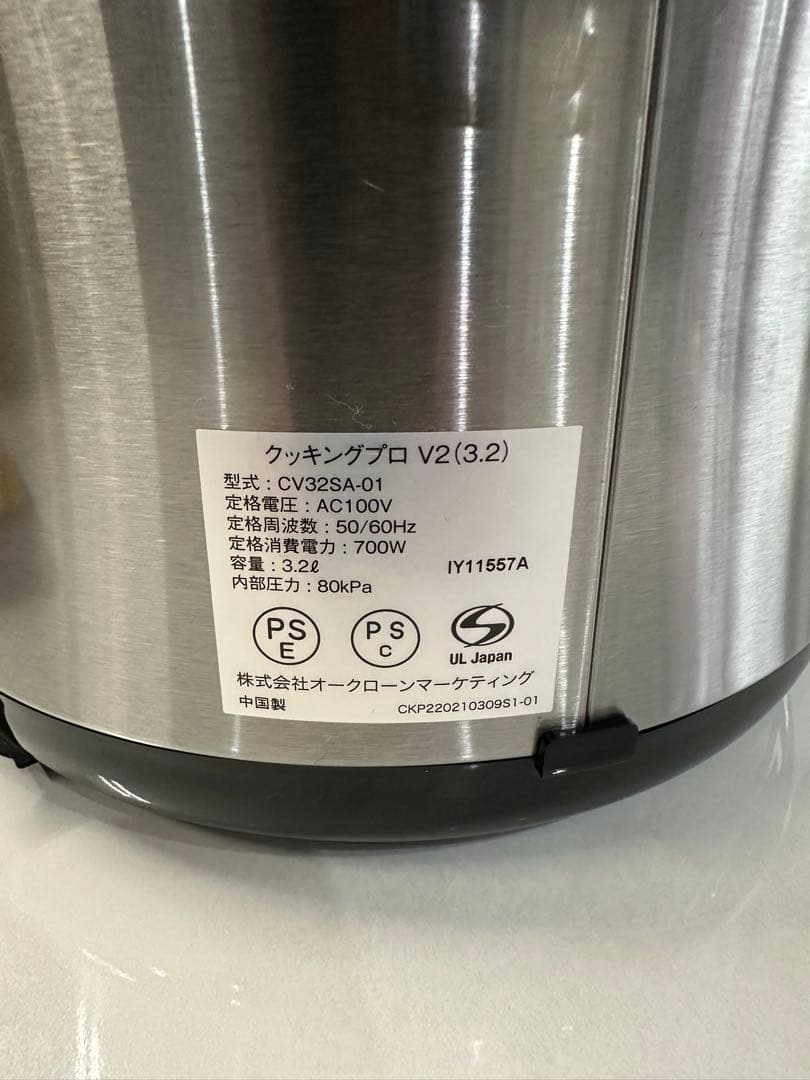 クッキングプロ V2(3.2)
型式：CV32SA-01
定格電圧：AC100V
定格周波数：50/60Hz
定格消費電力：700W
容量：3.2ℓ
IY11557A
内部圧力：80kPa
PS
E
PS
C
S
UL Japan
株式会社オークローンマーケティング
中国製
CKP220210309S1-01